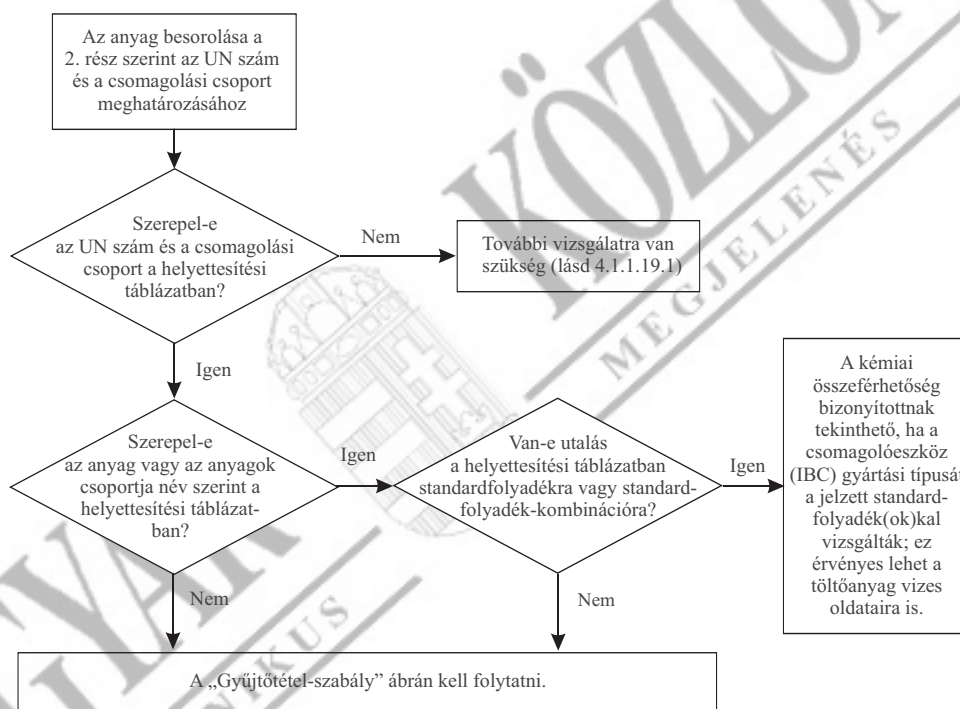 Az anyag besorolása a
2. rész szerint az UN szám
és a csomagolási csoport
meghatározásához
Szerepel-e
az UN szám és a csomagolási
csoport a helyettesítési
táblázatban?
Nem
További vizsgálatra van
szükség (lásd 4.1.1.19.1)
Igen
Szerepel-e
az anyag vagy az anyagok
csoportja név szerint a
helyettesítési táblázat-
ban?
Igen
Van-e utalás
a helyettesítési táblázatban
standardfolyadékra vagy standard-
folyadék-kombinációra?
Igen
A kémiai
összeférhetőség
bizonyítottnak
tekinthető, ha a
csomagolóeszköz
(IBC) gyártási típusát
a jelzett standard-
folyadék(ok)kal
vizsgálták; ez
érvényes lehet a
töltőanyag vizes
oldataira is.
Nem
Nem
A „Gyűjtőtétel-szabály” ábrán kell folytatni.
KÖZLÖN
MEGJELENÉS